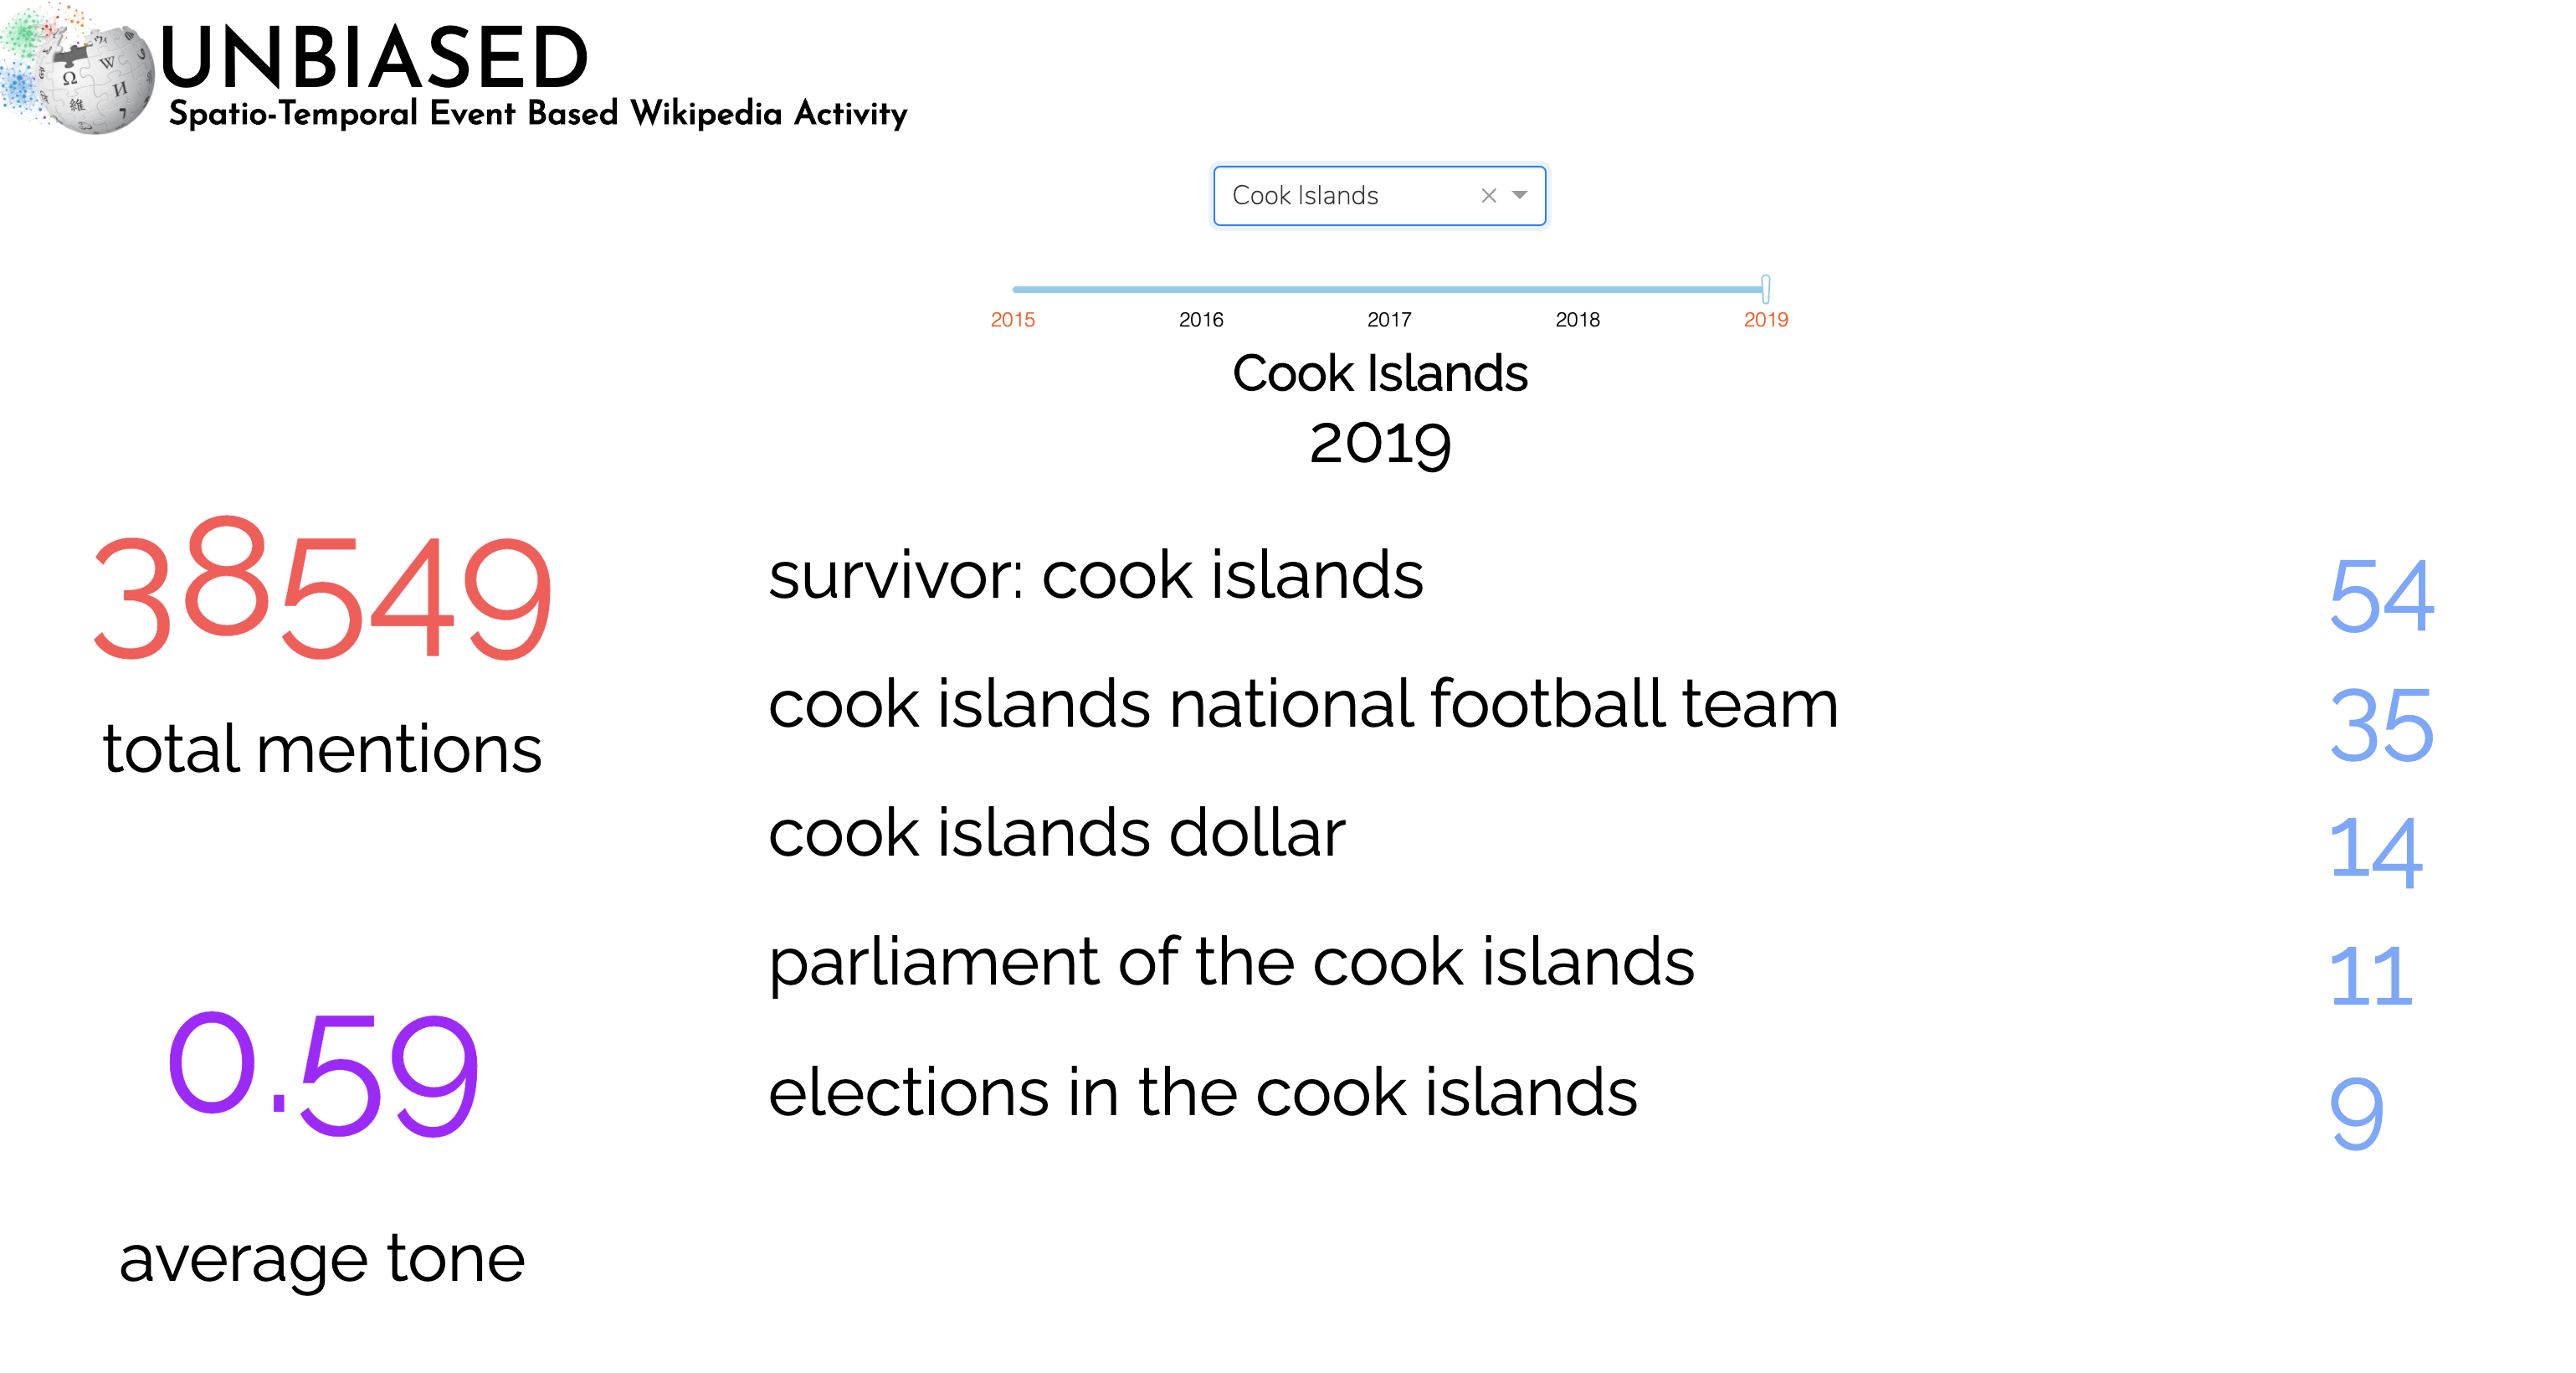 UNBIASED
Spatio-Temporal Event Based Wikipedia Activity
Cook Islands
2015 2016 2017 2018 2019
Cook Islands
2019
38549
total mentions
0.59
average tone
survivor: cook islands 54
cook islands national football team 35
cook islands dollar 14
parliament of the cook islands 11
elections in the cook islands 9